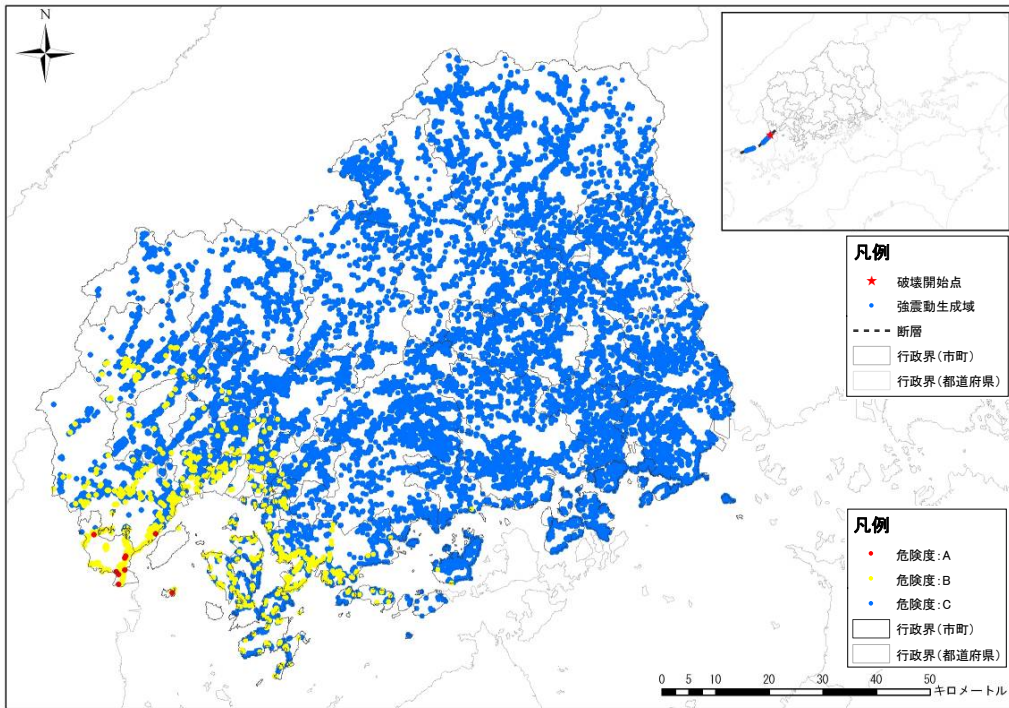 N
凡例
破壊開始点
強震動生成域
断層
行政界(市町)
行政界(都道府県)
凡例
危険度:A
危険度:B
危険度:C
行政界(市町)
行政界(都道府県)
0 5 10 20 30 40 50
キロメートル